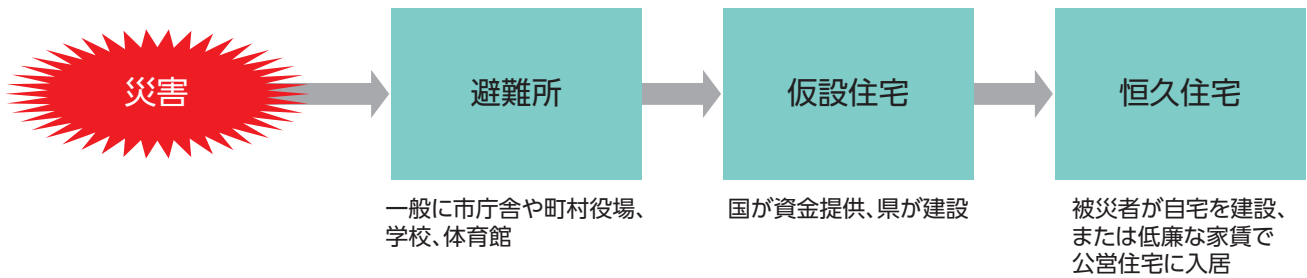 災害
避難所
仮設住宅
恒久住宅
一般に市庁舎や町村役場、
学校、体育館
国が資金提供、県が建設
被災者が自宅を建設、
または低廉な家賃で
公営住宅に入居